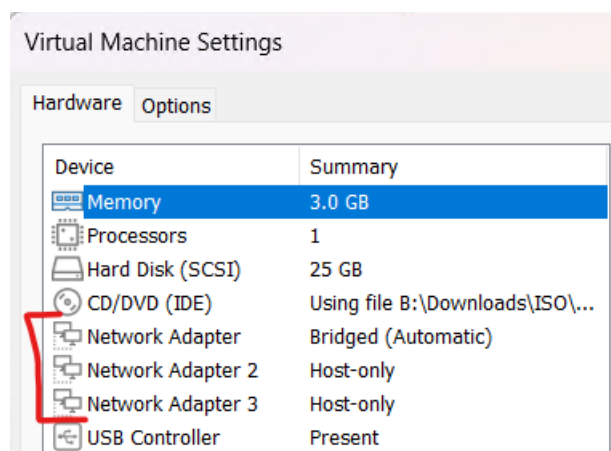 Virtual Machine Settings
Hardware Options
Device Summary
Memory 3.0 GB
Processors 1
Hard Disk (SCSI) 25 GB
CD/DVD (IDE) Using file B:\Downloads\ISO\...
Network Adapter Bridged (Automatic)
Network Adapter 2 Host-only
Network Adapter 3 Host-only
USB Controller Present